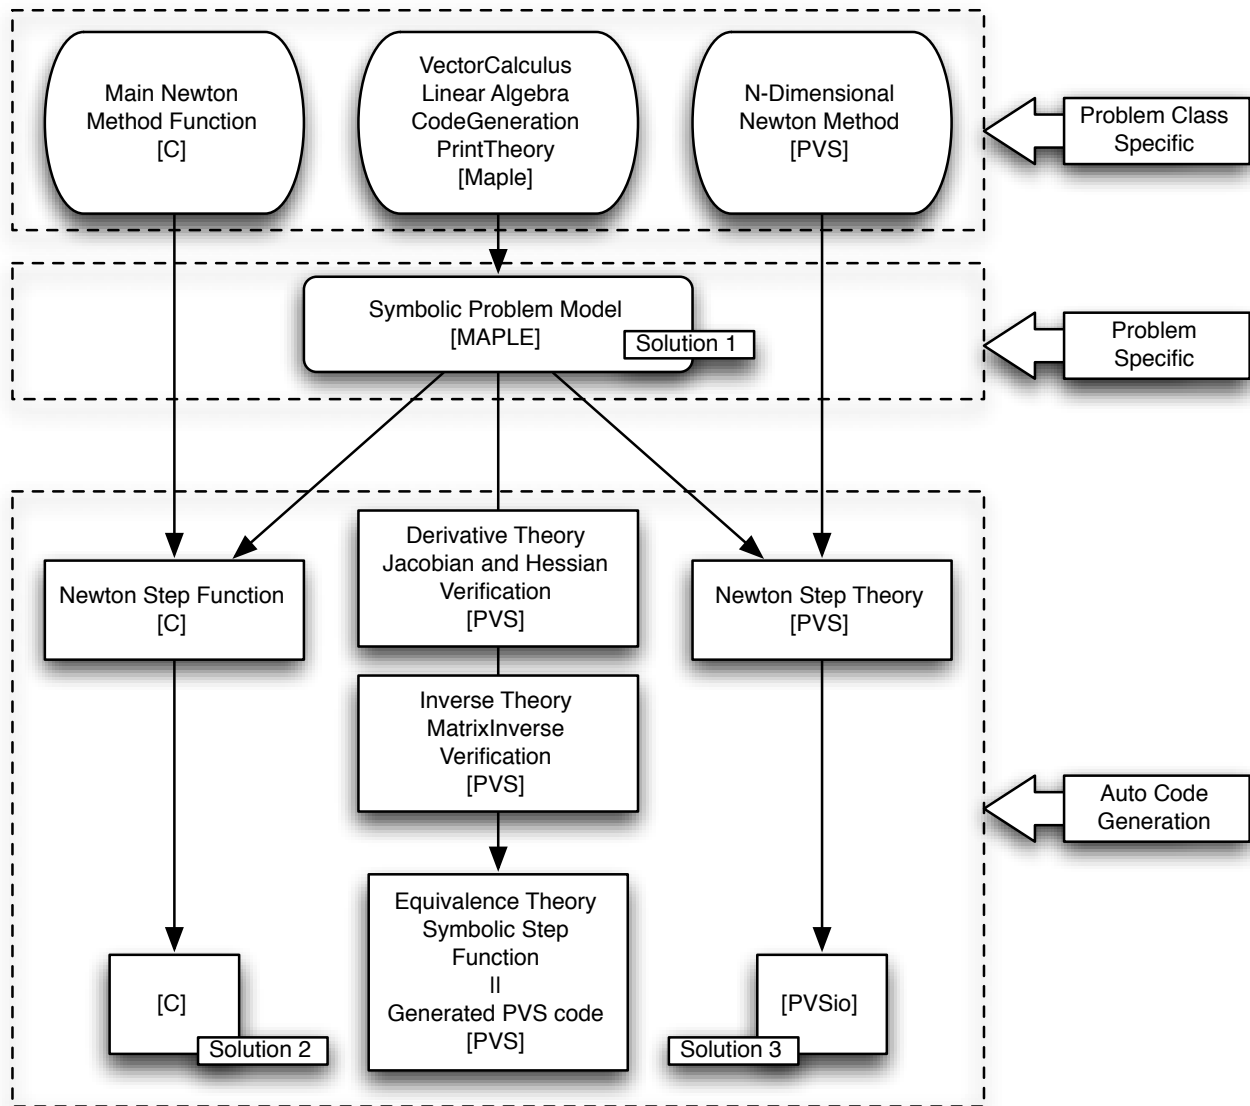 Main Newton
Method Function
[C]
VectorCalculus
Linear Algebra
CodeGeneration
PrintTheory
[Maple]
N-Dimensional
Newton Method
[PVS]
Problem Class
Specific
Symbolic Problem Model
[MAPLE]
Solution 1
Problem
Specific
Newton Step Function
[C]
Derivative Theory
Jacobian and Hessian
Verification
[PVS]
Newton Step Theory
[PVS]
Inverse Theory
MatrixInverse
Verification
[PVS]
Auto Code
Generation
[C]
Solution 2
Equivalence Theory
Symbolic Step
Function
II
Generated PVS code
[PVS]
[PVSio]
Solution 3